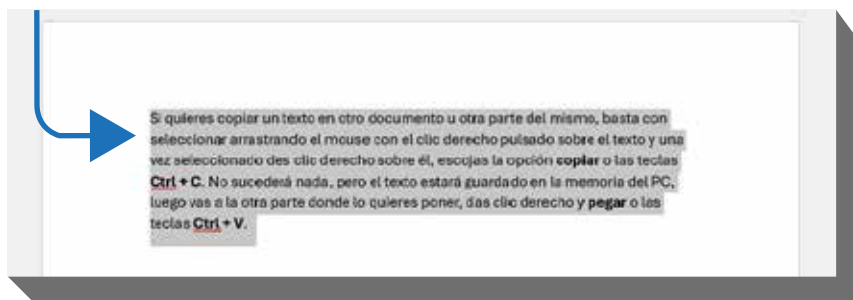 Si quieres copiar un texto en otro documento u otra parte del mismo, basta con
seleccionar arrastrando el mouse con el clic derecho pulsado sobre el texto y una
vez seleccionado des clic derecho sobre él, escojas la opción copiar o las teclas
Ctrl + C. No sucederá nada, pero el texto estará guardado en la memoria del PC,
luego vas a la otra parte donde lo quieres poner, das clic derecho y pegar o las
teclas Ctrl + V.